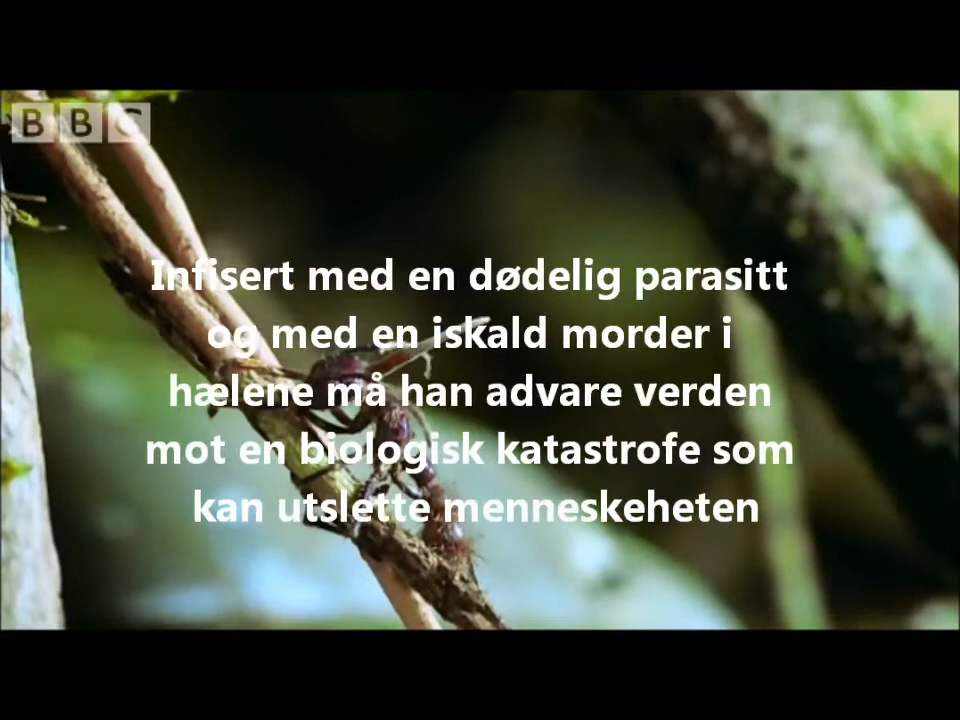 BBC
Infisert med en dødelig parasitt
og med en iskald morder i
hælene må han advare verden
mot en biologisk katastrofe som
kan utslette menneskeheten